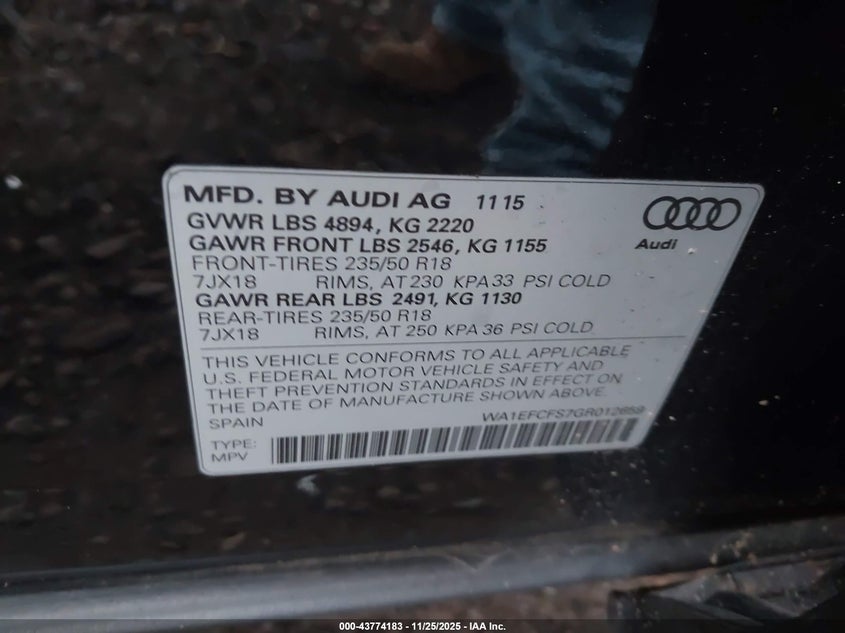 MFD. BY AUDI AG 11 15
GVWR LBS 4894, KG 2220
GAWR FRONT LBS 2546, KG 1155
FRONT-TIRES 235/50 R18
7JX18 RIMS, AT 230 KPA 33 PSI COLD
GAWR REAR LBS 2491, KG 1130
REAR-TIRES 235/50 R18
7JX18 RIMS, AT 250 KPA 36 PSI COLD
THIS VEHICLE CONFORMS TO ALL APPLICABLE
U.S. FEDERAL MOTOR VEHICLE SAFETY AND
THEFT PREVENTION STANDARDS IN EFFECT ON
THE DATE OF MANUFACTURE SHOWN ABOVE.
SPAIN WA1EFCFS7GR012659
TYPE:
MPV
Audi
000-43774183 | 11/25/2025 | IAA Inc.